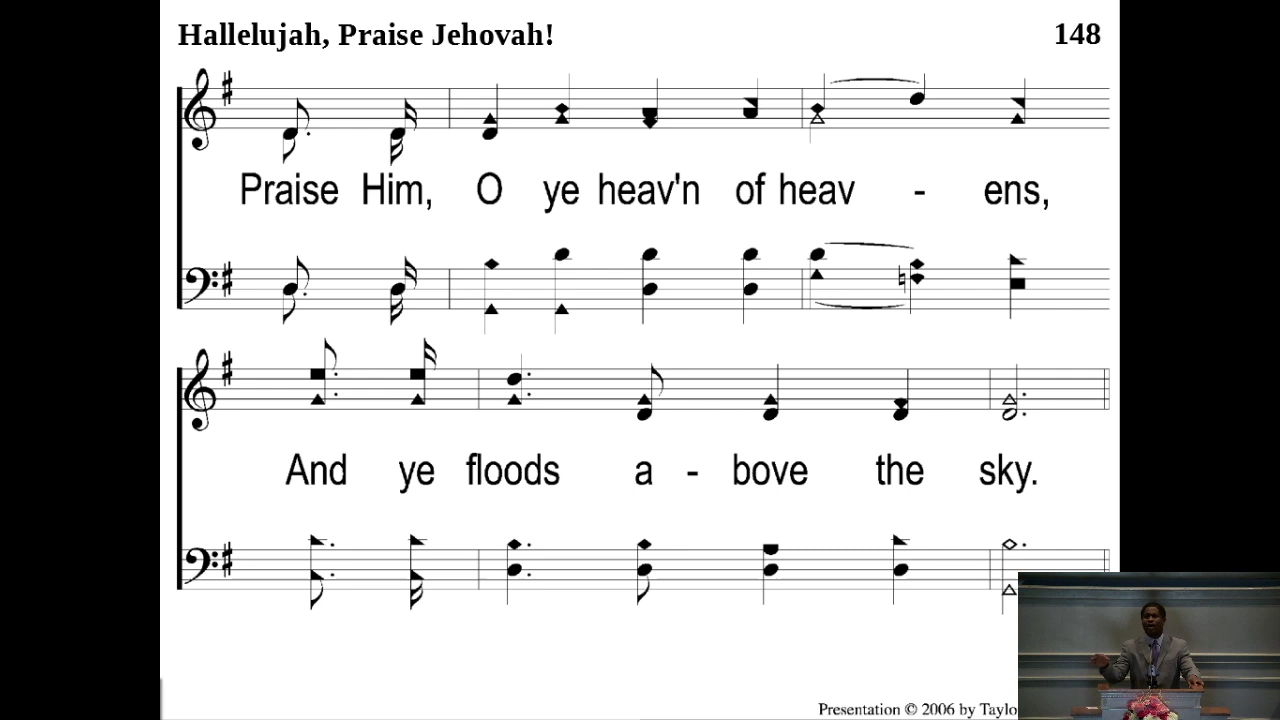 Hallelujah, Praise Jehovah! 148
Praise Him, O ye heav'n of heav - ens,
And ye floods a - bove the sky.
Presentation © 2006 by Taylo